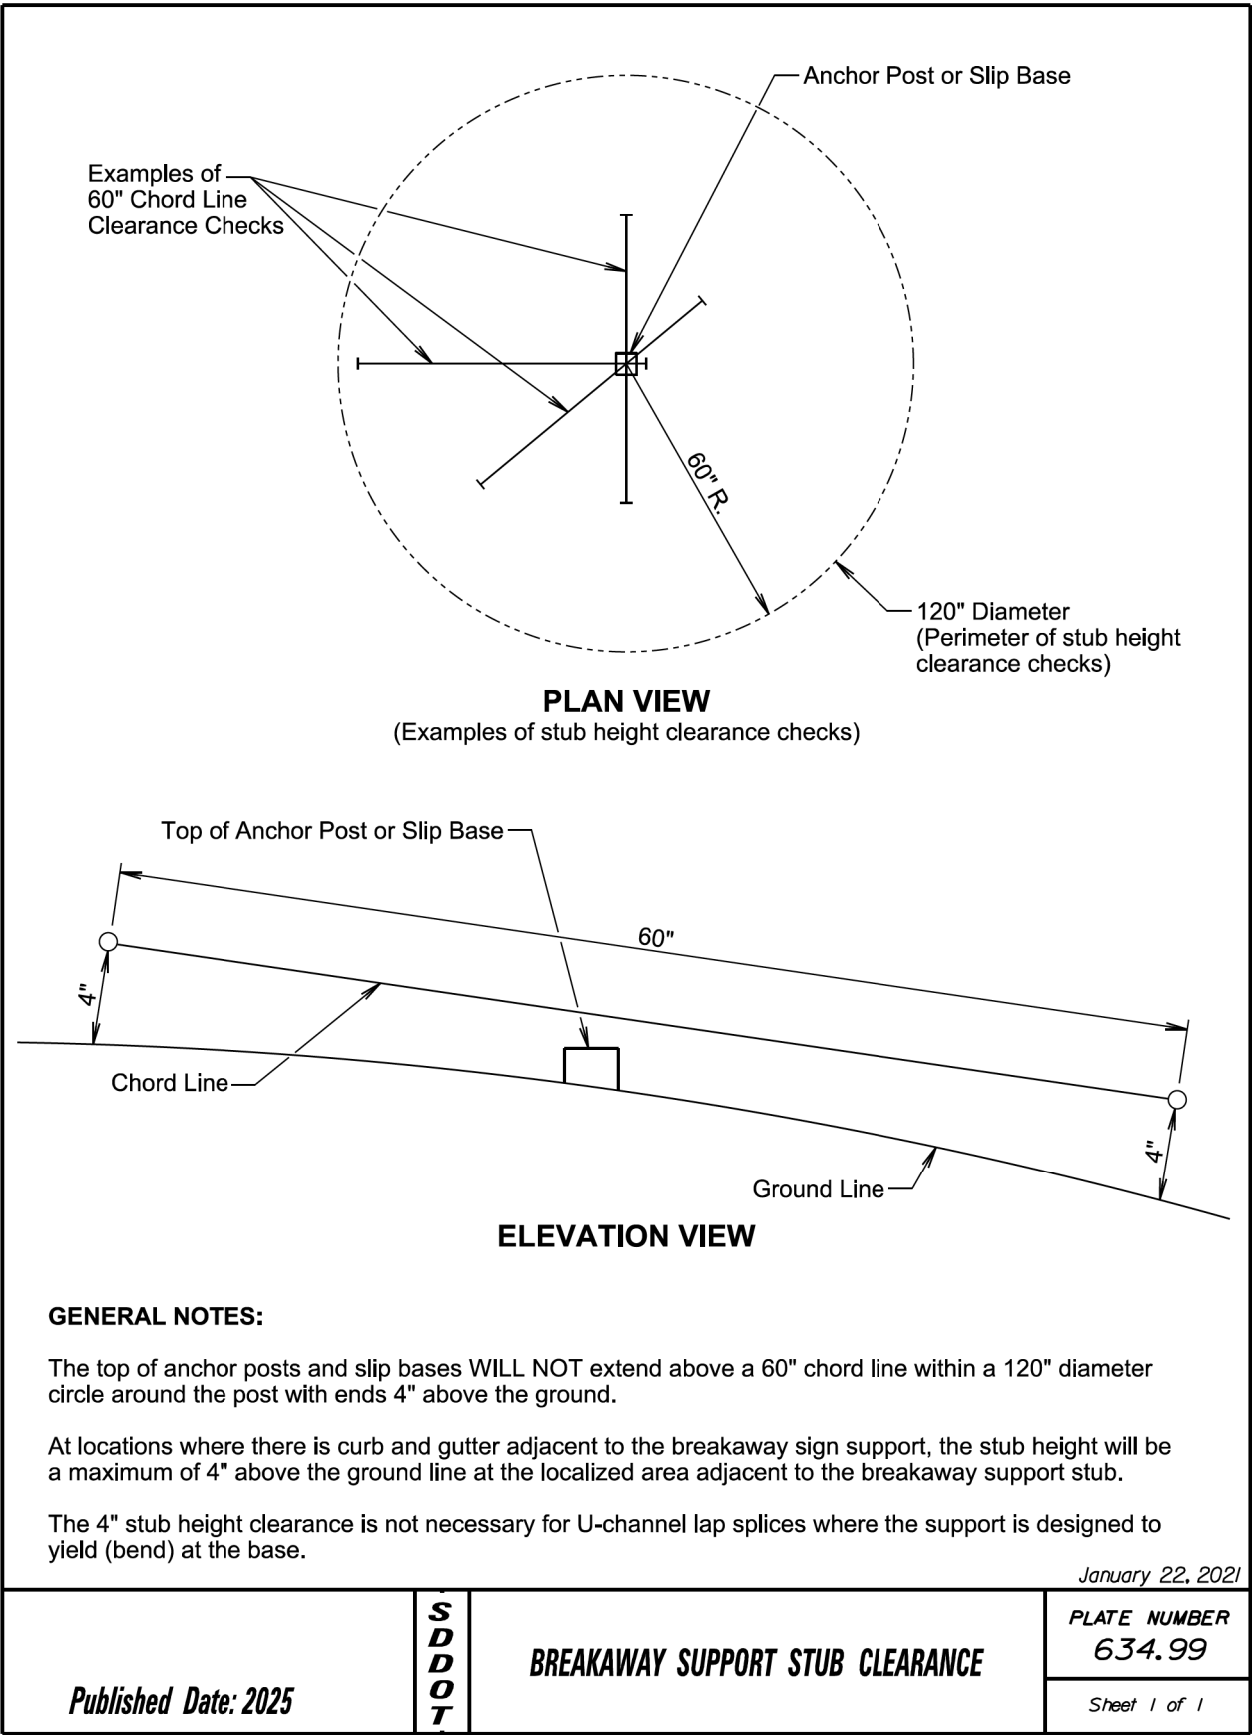 Anchor Post or Slip Base
Examples of
60" Chord Line
Clearance Checks
60" R.
120" Diameter
(Perimeter of stub height
clearance checks)
PLAN VIEW
(Examples of stub height clearance checks)
Top of Anchor Post or Slip Base
60"
4"
Chord Line
4"
Ground Line
ELEVATION VIEW
GENERAL NOTES:
The top of anchor posts and slip bases WILL NOT extend above a 60" chord line within a 120" diameter
circle around the post with ends 4" above the ground.
At locations where there is curb and gutter adjacent to the breakaway sign support, the stub height will be
a maximum of 4" above the ground line at the localized area adjacent to the breakaway support stub.
The 4" stub height clearance is not necessary for U-channel lap splices where the support is designed to
yield (bend) at the base.
January 22, 2021
Published Date: 2025
S
D
D
O
T
BREAKAWAY SUPPORT STUB CLEARANCE
PLATE NUMBER
634.99
Sheet 1 of 1